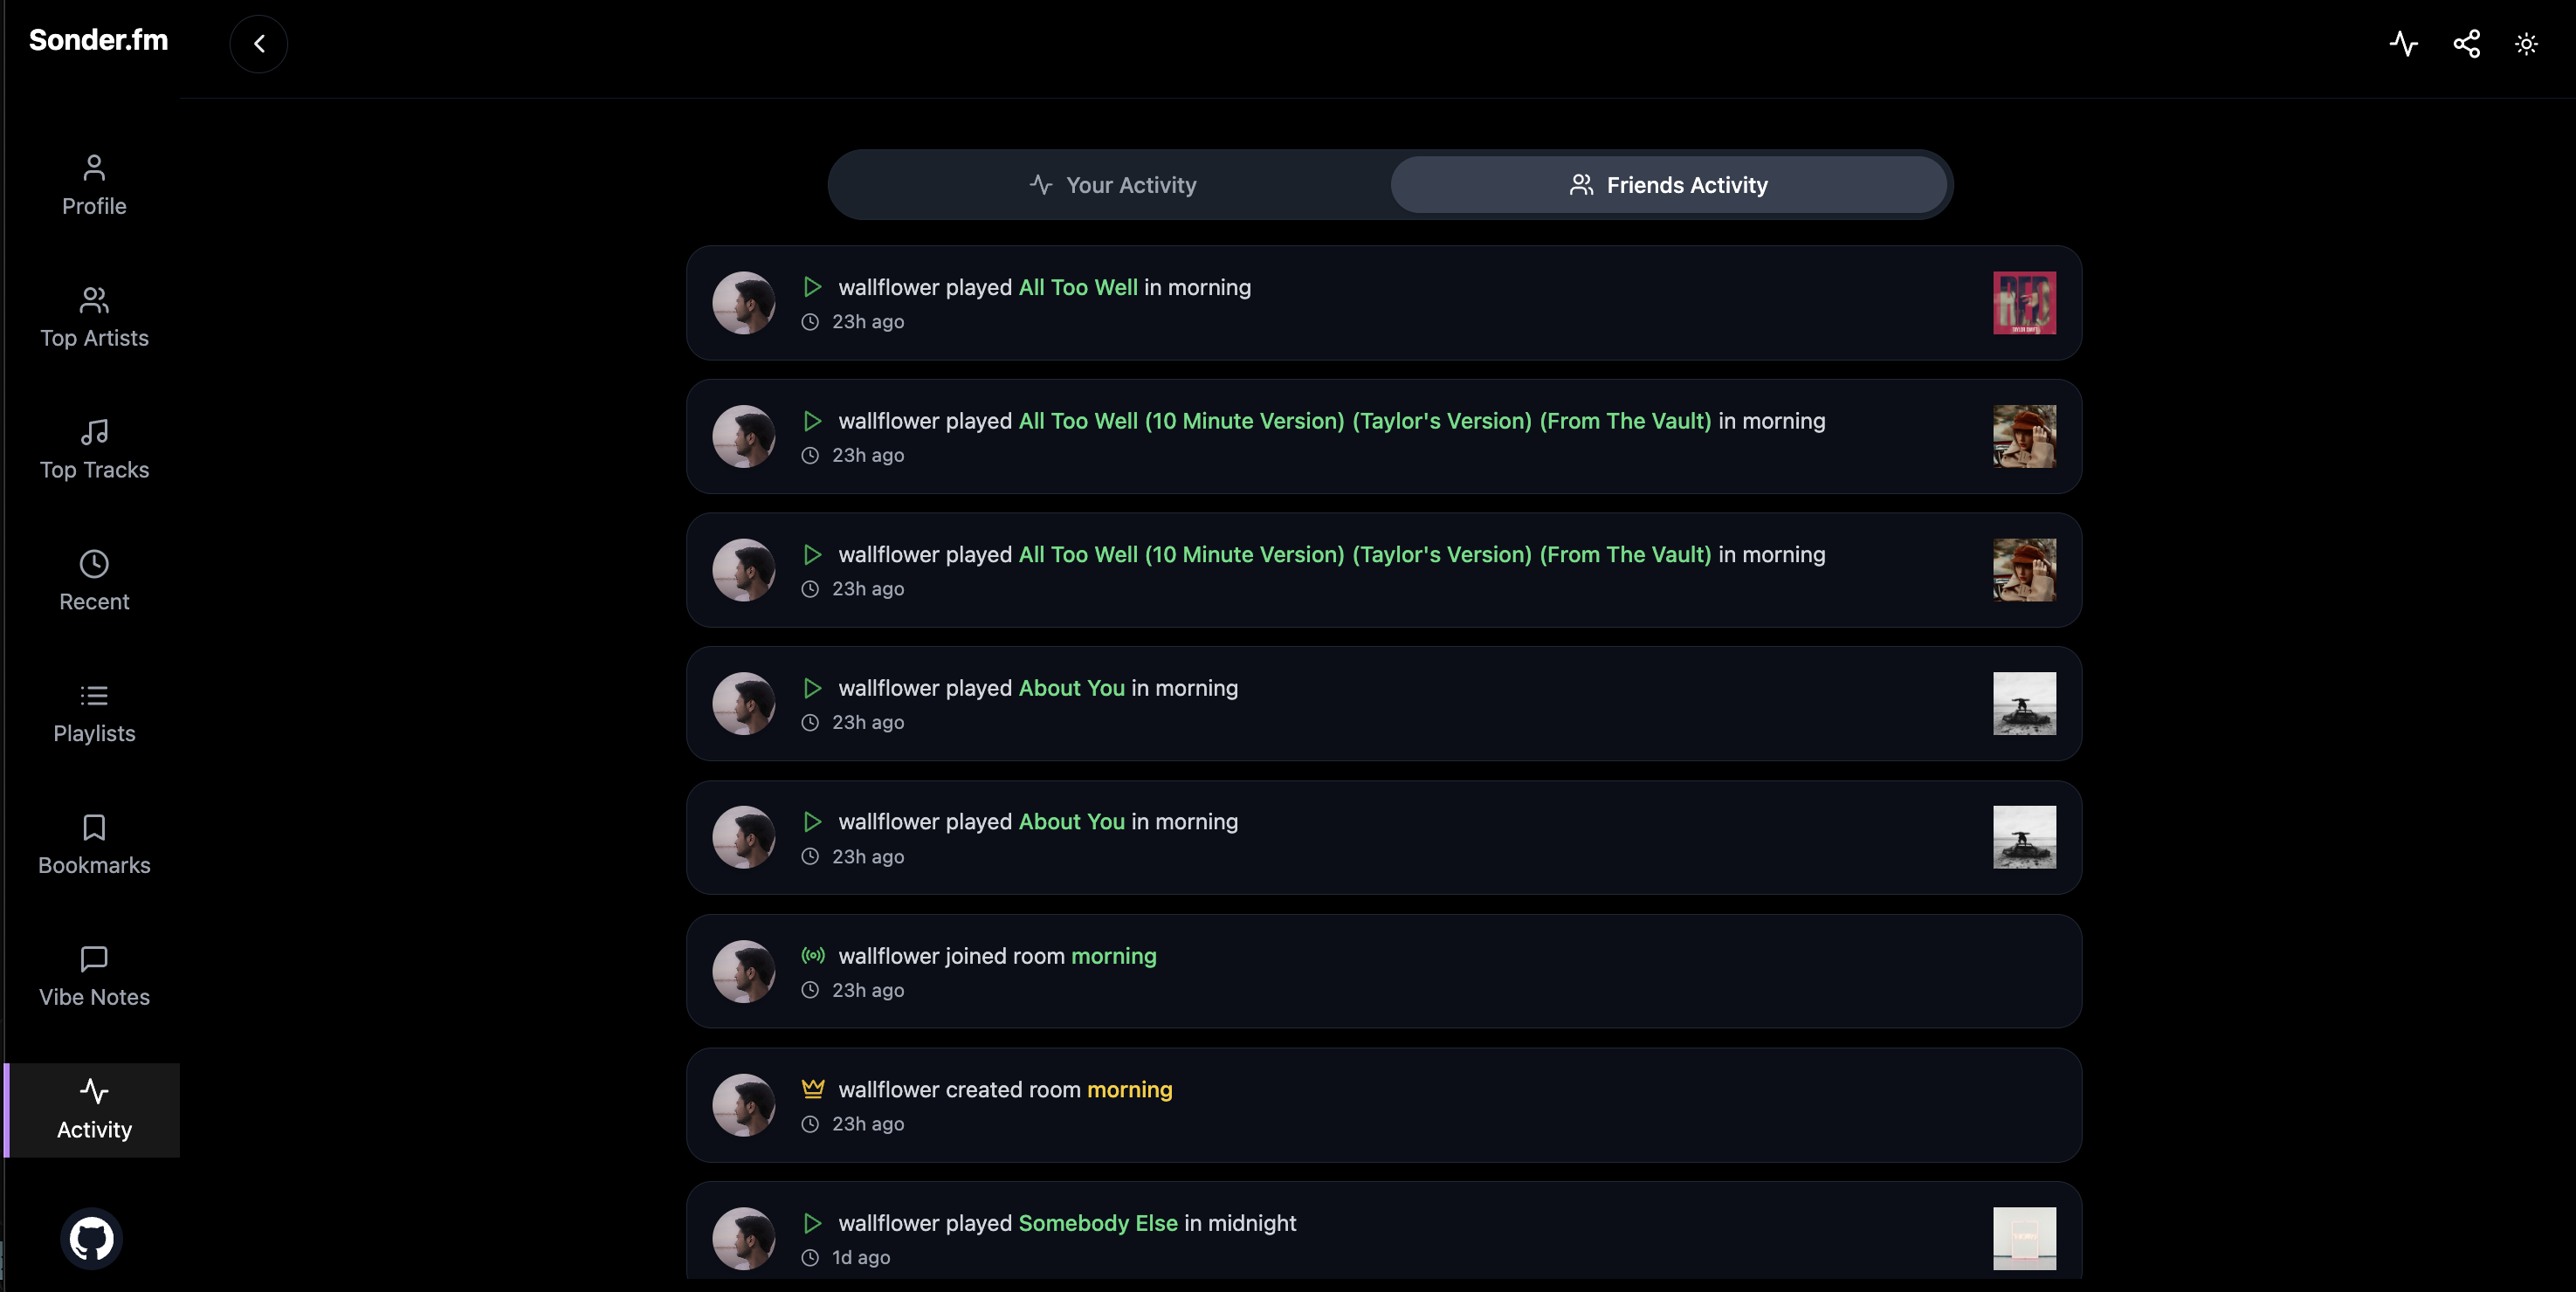 Sonder.fm
Profile
Top Artists
Top Tracks
Recent
Playlists
Bookmarks
Vibe Notes
Activity
Your Activity
Friends Activity
wallflower played All Too Well in morning
23h ago
RED
wallflower played All Too Well (10 Minute Version) (Taylor's Version) (From The Vault) in morning
23h ago
wallflower played All Too Well (10 Minute Version) (Taylor's Version) (From The Vault) in morning
23h ago
wallflower played About You in morning
23h ago
wallflower played About You in morning
23h ago
wallflower joined room morning
23h ago
wallflower created room morning
23h ago
wallflower played Somebody Else in midnight
1d ago